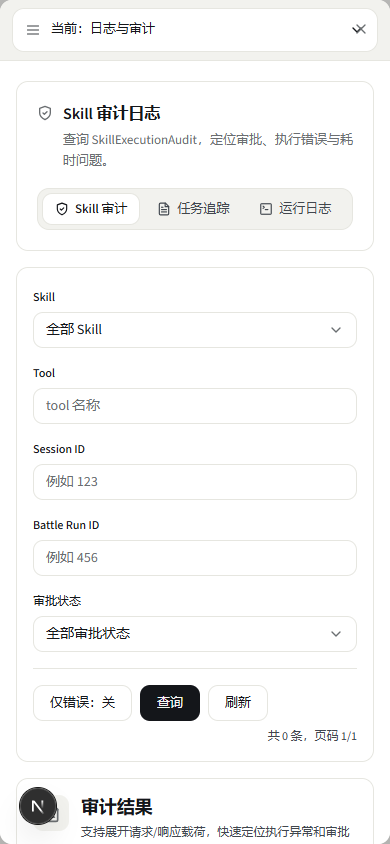 当前：日志与审计
Skill 审计日志
查询 SkillExecutionAudit，定位审批、执行错误与耗
时问题。
Skill 审计
任务追踪
运行日志
Skill
全部 Skill
Tool
tool 名称
Session ID
例如 123
Battle Run ID
例如 456
审批状态
全部审批状态
仅错误：关
查询
刷新
共 0 条，页码 1/1
N
审计结果
支持展开请求/响应载荷，快速定位执行异常和审批